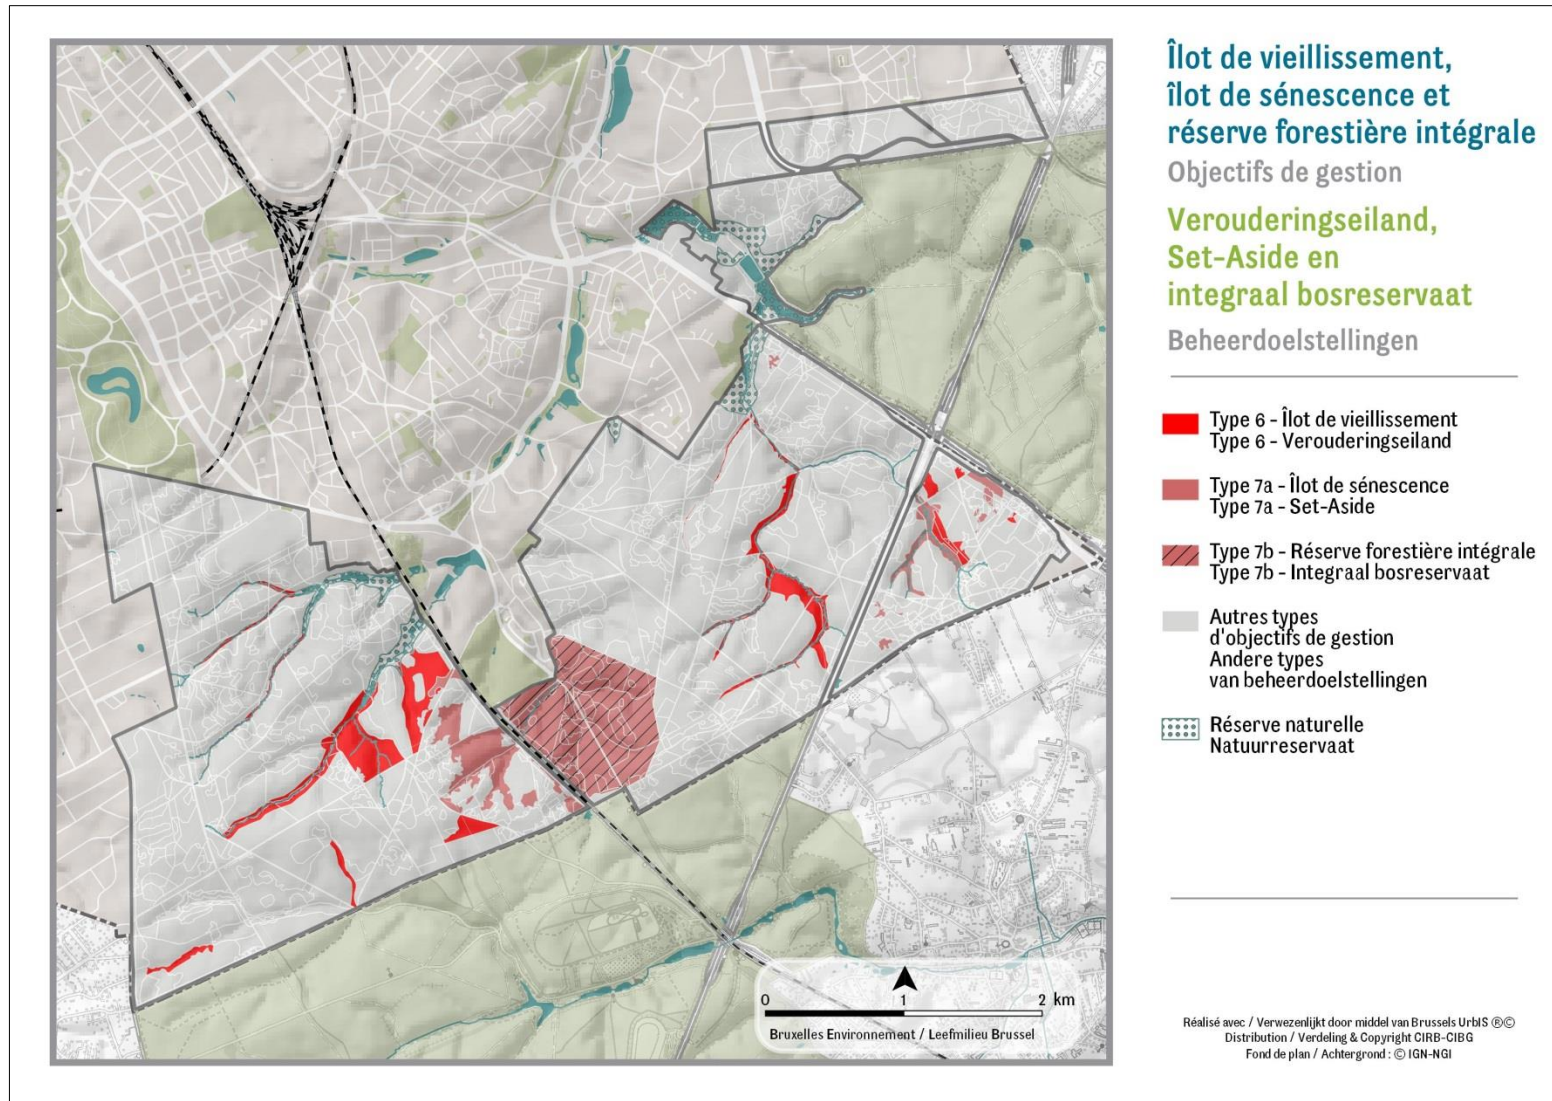 Îlot de vieillissement,
îlot de sénescence et
réserve forestière intégrale
Objectifs de gestion
Verouderingseiland,
Set-Aside en
integraal bosreservaat
Beheerdoelstellingen
Type 6 - Îlot de vieillissement
Type 6 - Verouderingseiland
Type 7a - Îlot de sénescence
Type 7a - Set-Aside
Type 7b - Réserve forestière intégrale
Type 7b - Integraal bosreservaat
Autres types
d'objectifs de gestion
Andere types
van beheerdoelstellingen
Réserve naturelle
Natuurreservaat
0 1 2 km
Bruxelles Environnement / Leefmilieu Brussel
Réalisé avec / Verwezenlijkt door middel van Brussels UrbIS ®©
Distribution / Verdeling & Copyright CIRB-CIBG
Fond de plan / Achtergrond : © IGN-NGI